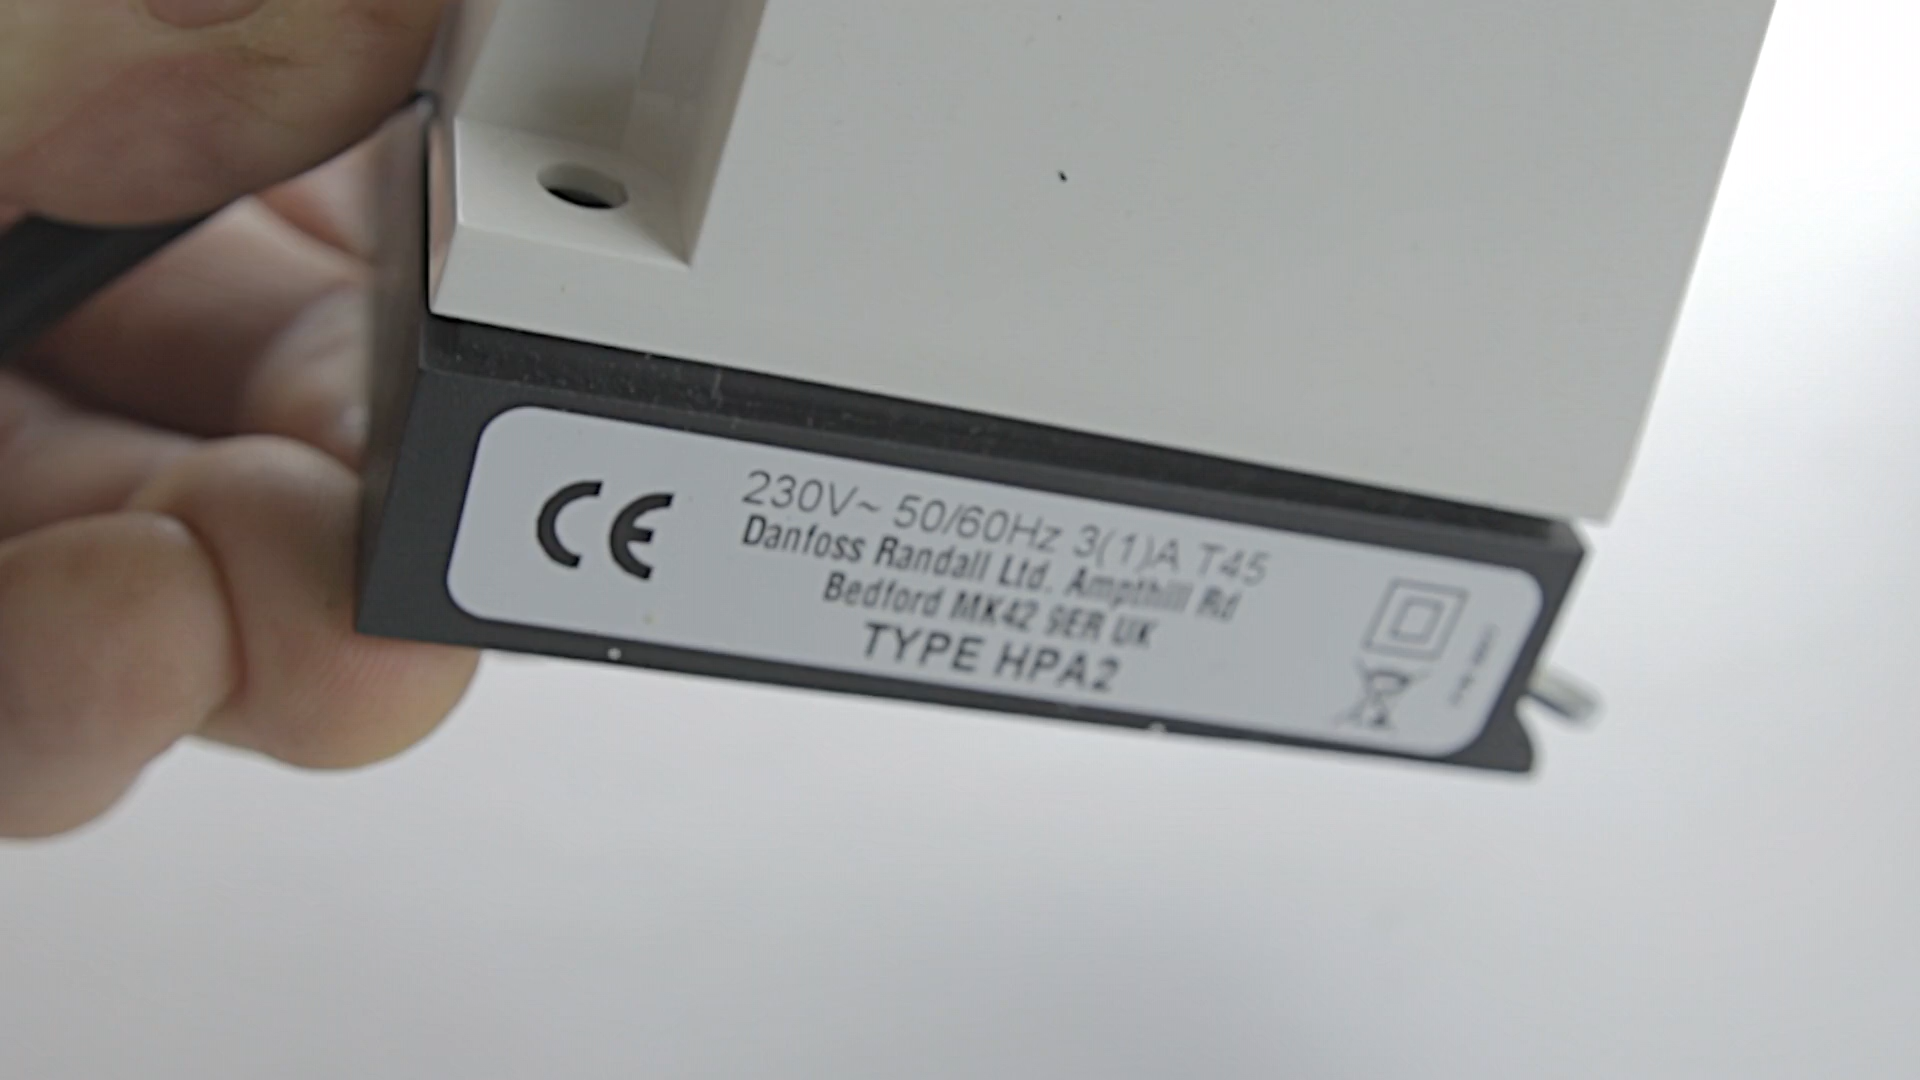 CE
230V~ 50/60Hz 3(1)A T45
Danfoss Randall Ltd. Ampthill Rd
Bedford MK42 9ER UK
TYPE HPA2